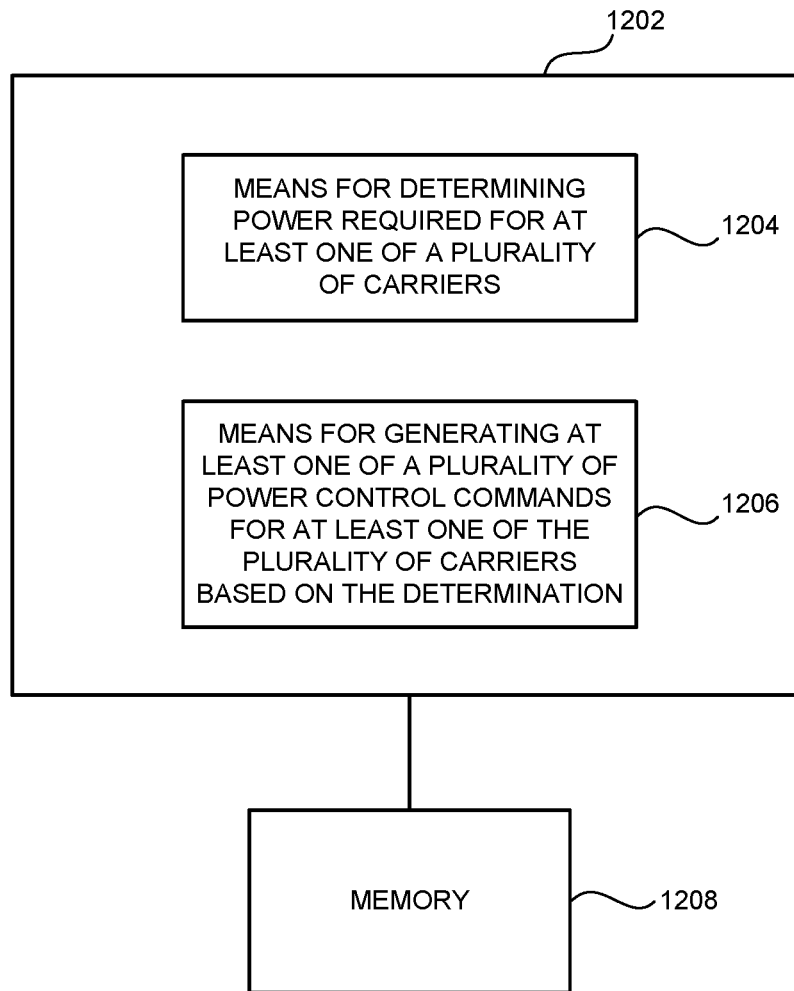 1202
MEANS FOR DETERMINING
POWER REQUIRED FOR AT
LEAST ONE OF A PLURALITY
OF CARRIERS
1204
MEANS FOR GENERATING AT
LEAST ONE OF A PLURALITY OF
POWER CONTROL COMMANDS
FOR AT LEAST ONE OF THE
PLURALITY OF CARRIERS
BASED ON THE DETERMINATION
1206
MEMORY
1208